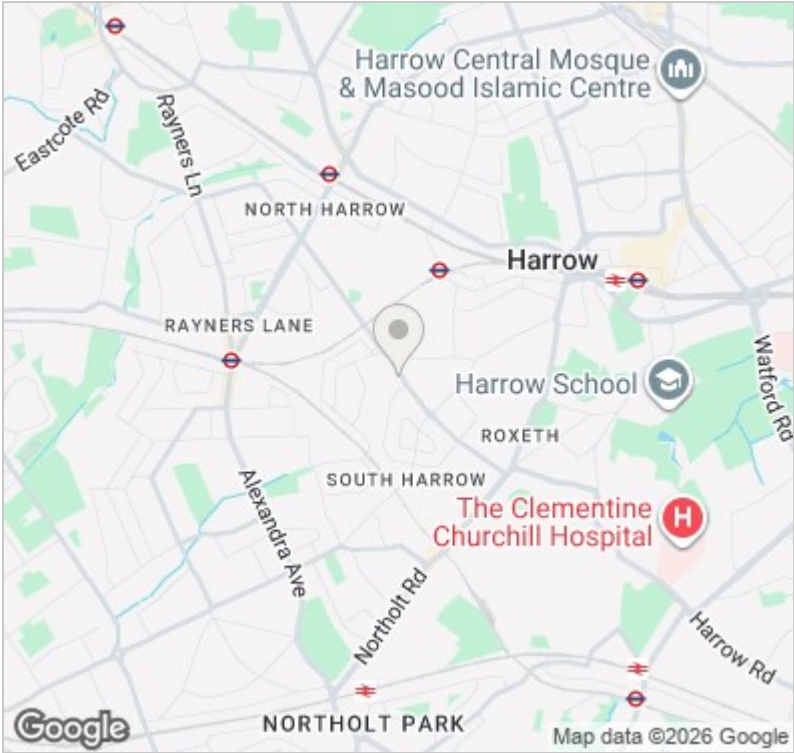 Harrow Central Mosque
& Masood Islamic Centre
Eastcote Rd
Rayners Ln
NORTH HARROW
Harrow
RAYNERS LANE
Watford Rd
Harrow School
ROXETH
SOUTH HARROW
Alexandra Ave
The Clementine
Churchill Hospital
H
Northolt Rd
Harrow Rd
NORTHOLT PARK
Google
Map data ©2026 Google